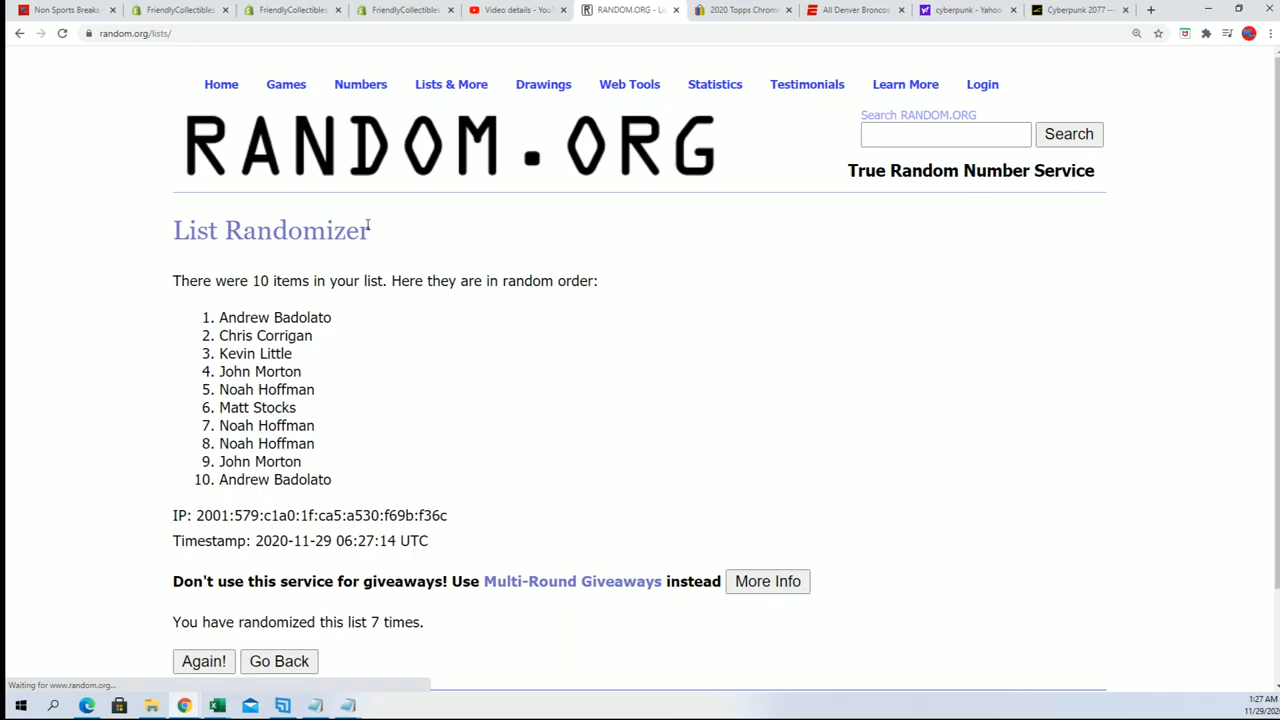 Non Sports Breaks
FriendlyCollectibles
FriendlyCollectibles
FriendlyCollectibles
Video details - YouT
RANDOM.ORG - Lis
2020 Topps Chrome
All Denver Broncos
cyberpunk - Yahoo
Cyberpunk 2077 —
random.org/lists/
Home Games Numbers Lists & More Drawings Web Tools Statistics Testimonials Learn More Login
RANDOM.ORG
Search RANDOM.ORG
Search
True Random Number Service
List Randomizer
There were 10 items in your list. Here they are in random order:
1. Andrew Badolato
2. Chris Corrigan
3. Kevin Little
4. John Morton
5. Noah Hoffman
6. Matt Stocks
7. Noah Hoffman
8. Noah Hoffman
9. John Morton
10. Andrew Badolato
IP: 2001:579:c1a0:1f:ca5:a530:f69b:f36c
Timestamp: 2020-11-29 06:27:14 UTC
Don't use this service for giveaways! Use Multi-Round Giveaways instead More Info
You have randomized this list 7 times.
Again! Go Back
Waiting for www.random.org...
1:27 AM
11/29/202